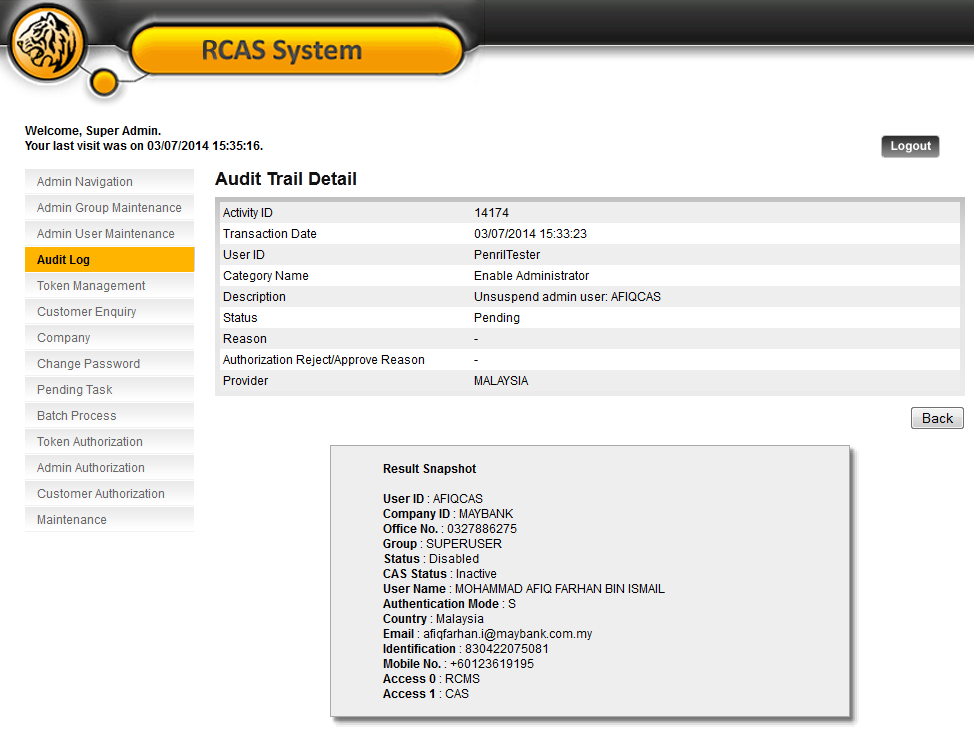 RCAS System
Welcome, Super Admin.
Your last visit was on 03/07/2014 15:35:16.
Logout
Admin Navigation
Admin Group Maintenance
Admin User Maintenance
Audit Log
Token Management
Customer Enquiry
Company
Change Password
Pending Task
Batch Process
Token Authorization
Admin Authorization
Customer Authorization
Maintenance
Audit Trail Detail
Activity ID 14174
Transaction Date 03/07/2014 15:33:23
User ID PenrilTester
Category Name Enable Administrator
Description Unsuspend admin user: AFIQCAS
Status Pending
Reason -
Authorization Reject/Approve Reason -
Provider MALAYSIA
Back
Result Snapshot
User ID : AFIQCAS
Company ID : MAYBANK
Office No. : 0327886275
Group : SUPERUSER
Status : Disabled
CAS Status : Inactive
User Name : MOHAMMAD AFIQ FARHAN BIN ISMAIL
Authentication Mode : S
Country : Malaysia
Email : afiqfarhan.i@maybank.com.my
Identification : 830422075081
Mobile No. : +60123619195
Access 0 : RCMS
Access 1 : CAS